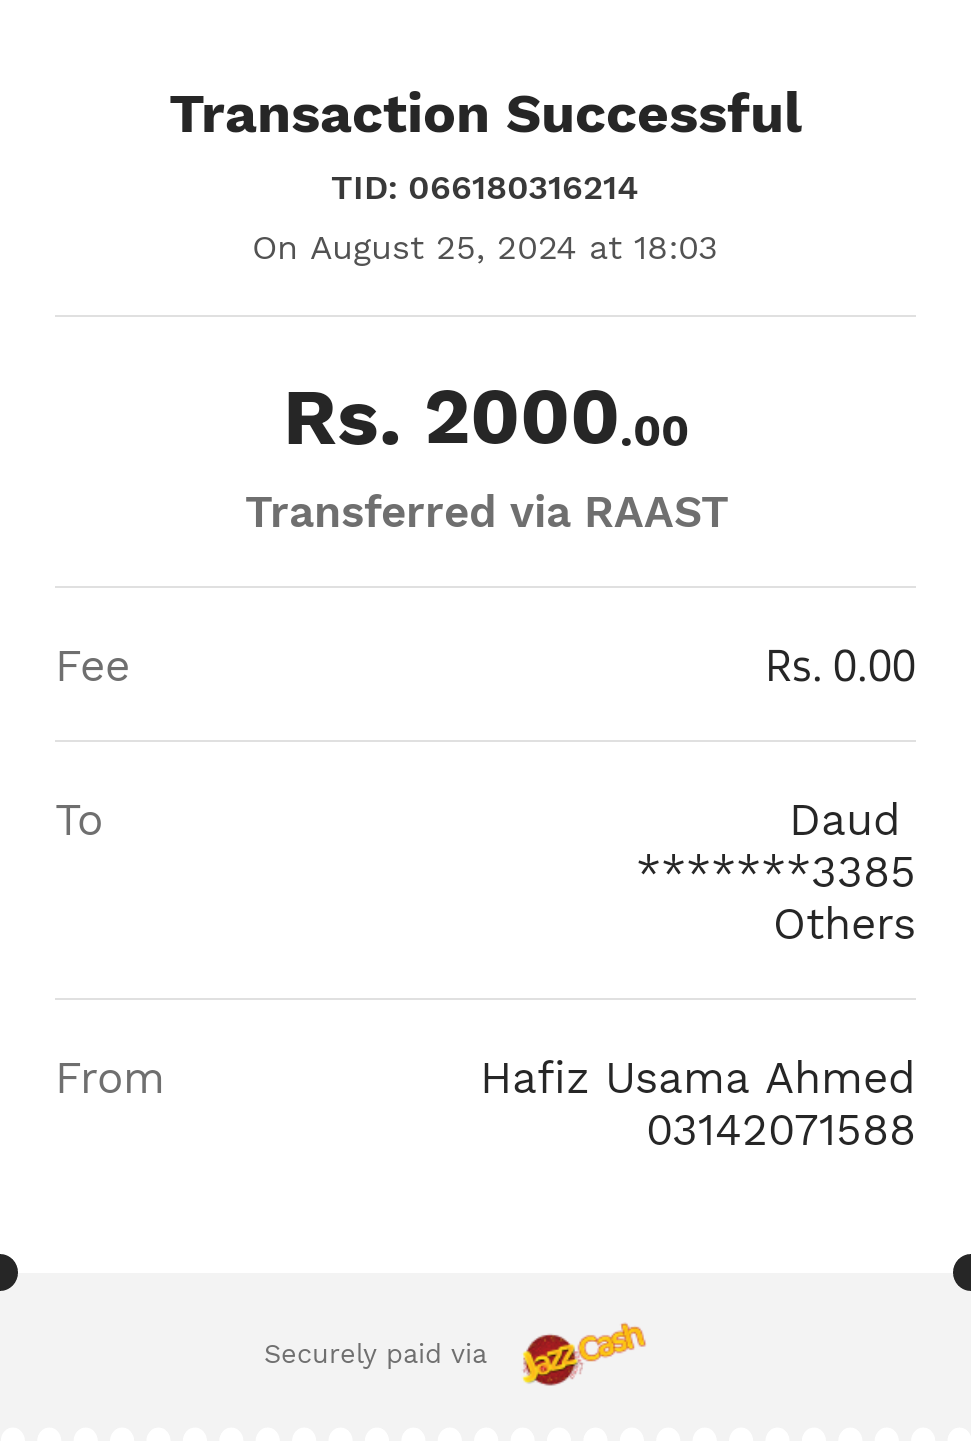 Transaction Successful
TID: 066180316214
On August 25, 2024 at 18:03
Rs. 2000.00
Transferred via RAAST
Fee Rs. 0.00
To Daud
*******3385
Others
From Hafiz Usama Ahmed
03142071588
Securely paid via JazzCash